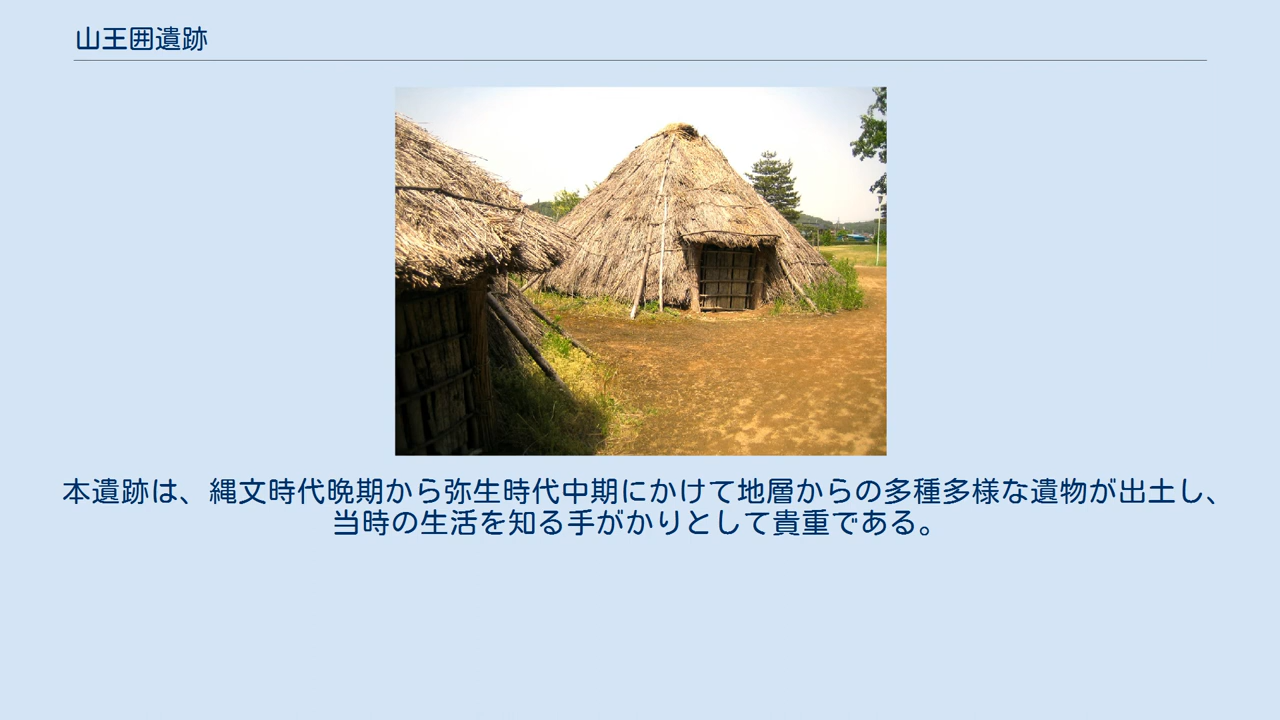 山王囲遺跡
本遺跡は、縄文時代晩期から弥生時代中期にかけて地層からの多種多様な遺物が出土し、
当時の生活を知る手がかりとして貴重である。